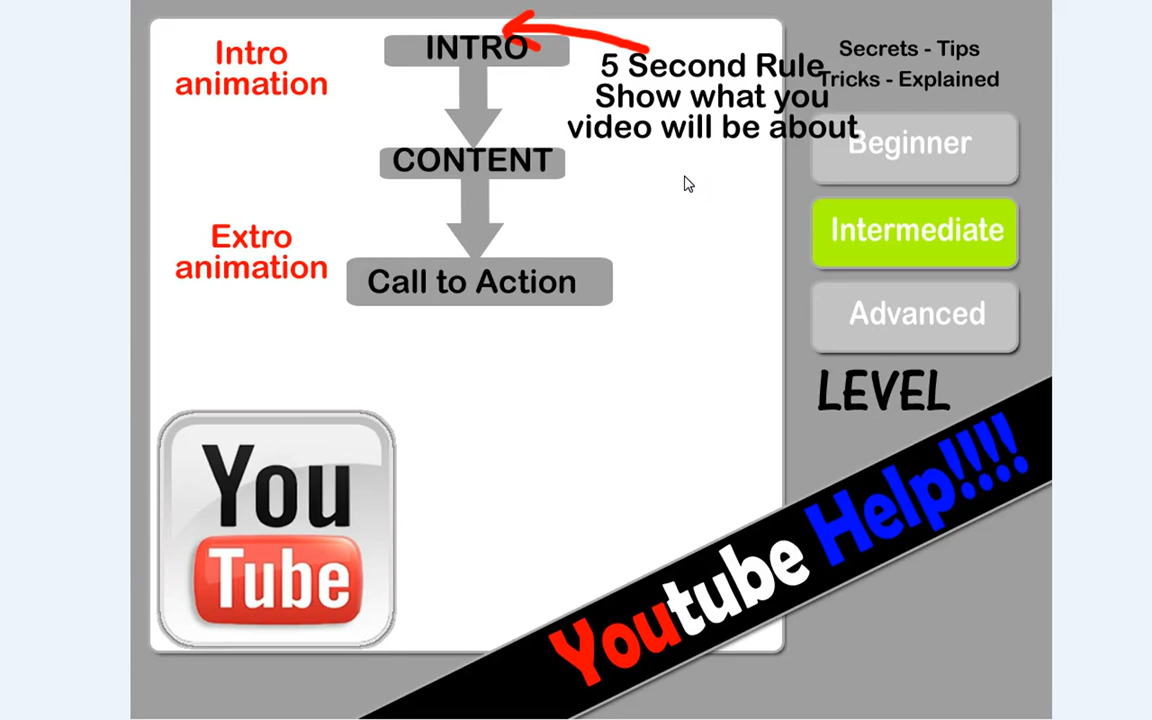 Intro
animation
INTRO
5 Second Rule
Show what you
video will be about
CONTENT
Extro
animation
Call to Action
Secrets - Tips
Tricks - Explained
Beginner
Intermediate
Advanced
LEVEL
You
Tube
Youtube Help!!!!